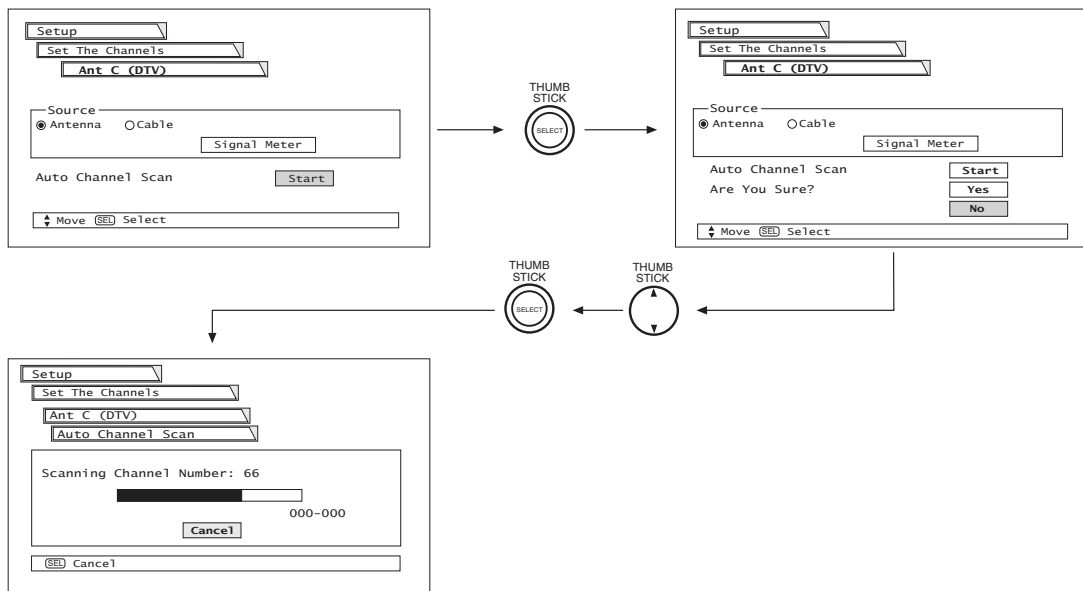 Setup
Set The Channels
Ant C (DTV)
Source
Antenna Cable
Signal Meter
Auto Channel Scan Start
Move SEL Select
THUMB
STICK
SELECT
Setup
Set The Channels
Ant C (DTV)
Source
Antenna Cable
Signal Meter
Auto Channel Scan Start
Are You Sure? Yes
No
Move SEL Select
THUMB
STICK
THUMB
STICK
SELECT
Setup
Set The Channels
Ant C (DTV)
Auto Channel Scan
Scanning Channel Number: 66
000-000
Cancel
SEL Cancel